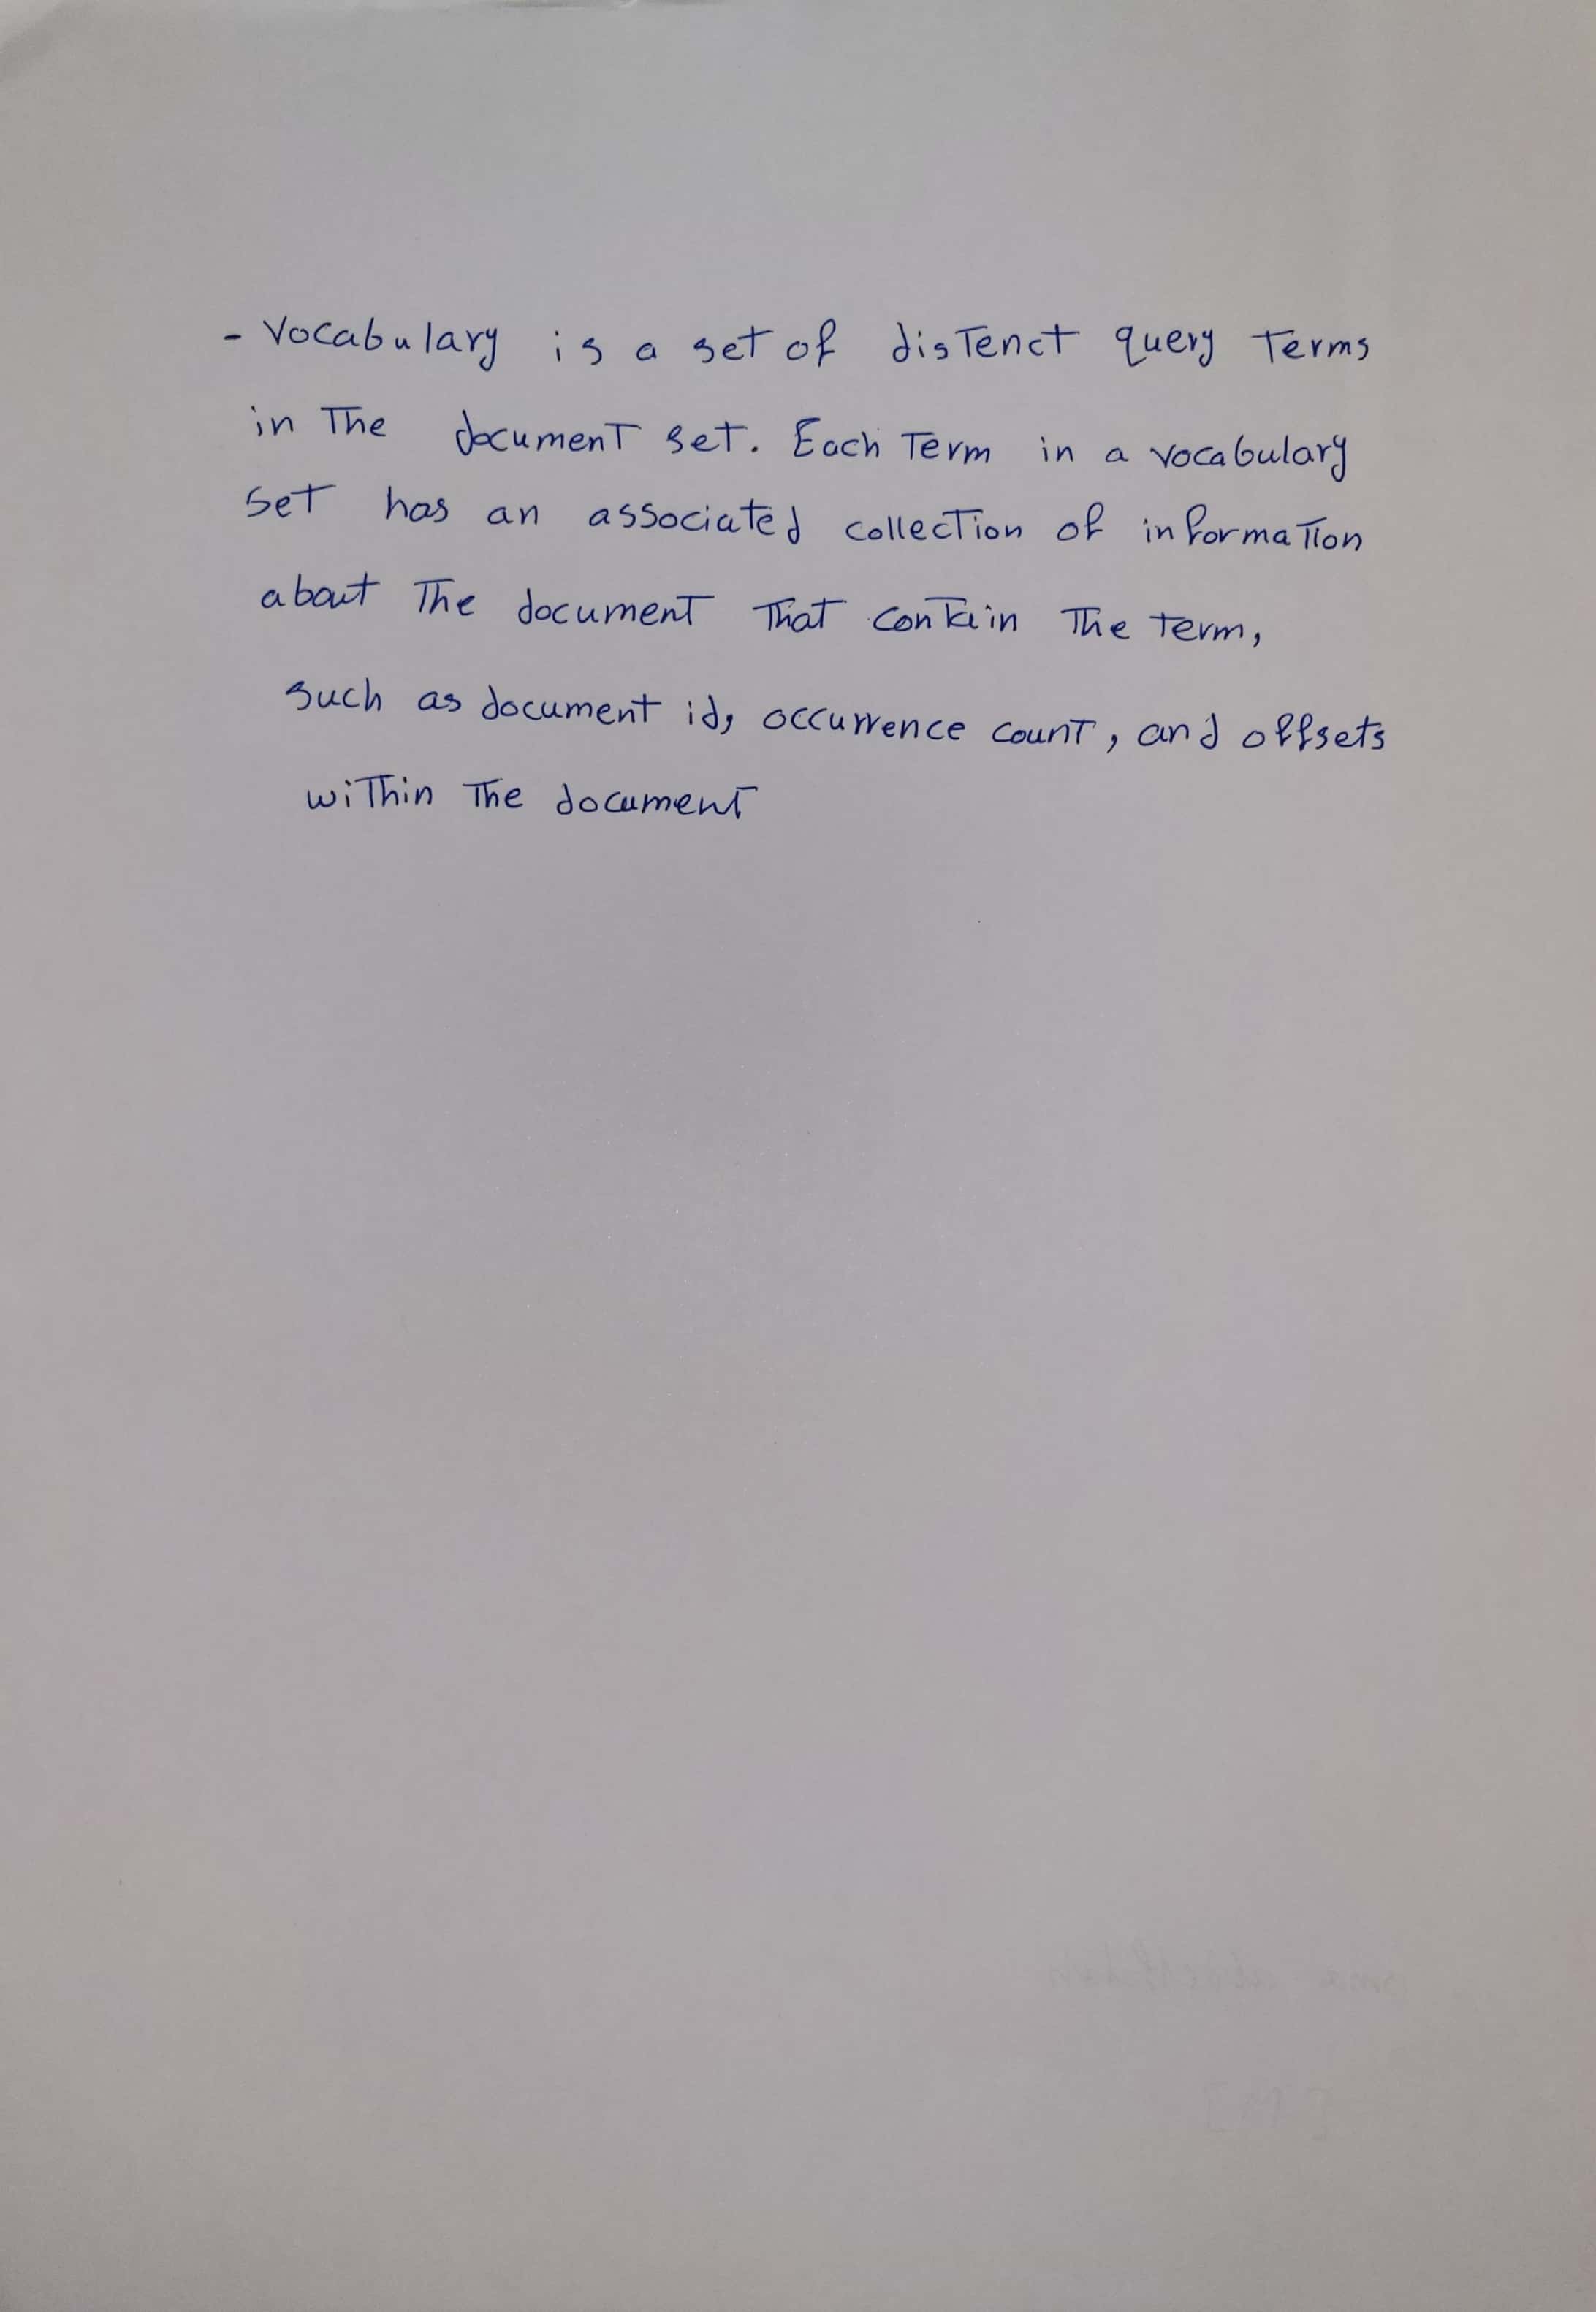 - Vocabulary is a set of distenct query terms
in The document set. Each Term in a vocabulary
set has an associated collection of information
about The document That contain The term,
such as document id, occurrence count, and offsets
within The document